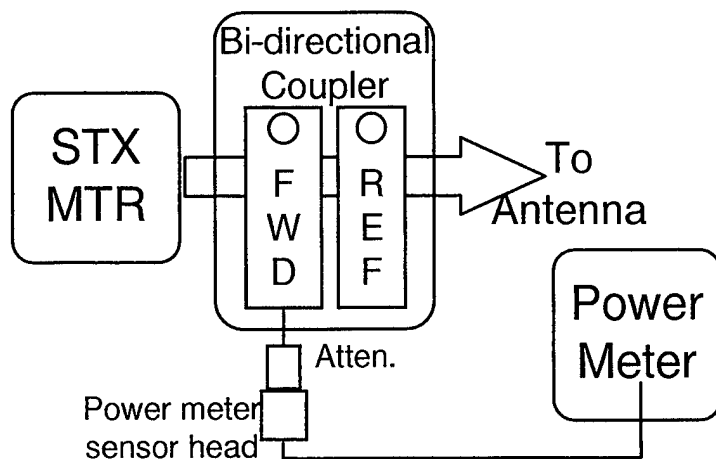 Bi-directional
Coupler
STX
MTR
F
W
D
R
E
F
To
Antenna
Power
Meter
Atten.
Power meter
sensor head